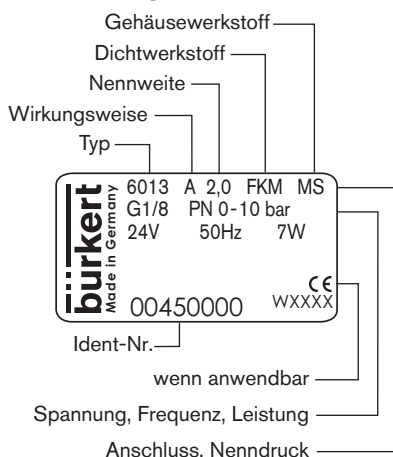 Gehäusewerkstoff
Dichtwerkstoff
Nennweite
Wirkungsweise
Typ
bürkert
Made in Germany
6013 A 2,0 FKM MS
G1/8 PN 0-10 bar
24V 50Hz 7W
CE
00450000 WXXXX
Ident-Nr.
wenn anwendbar
Spannung, Frequenz, Leistung
Anschluss, Nenndruck